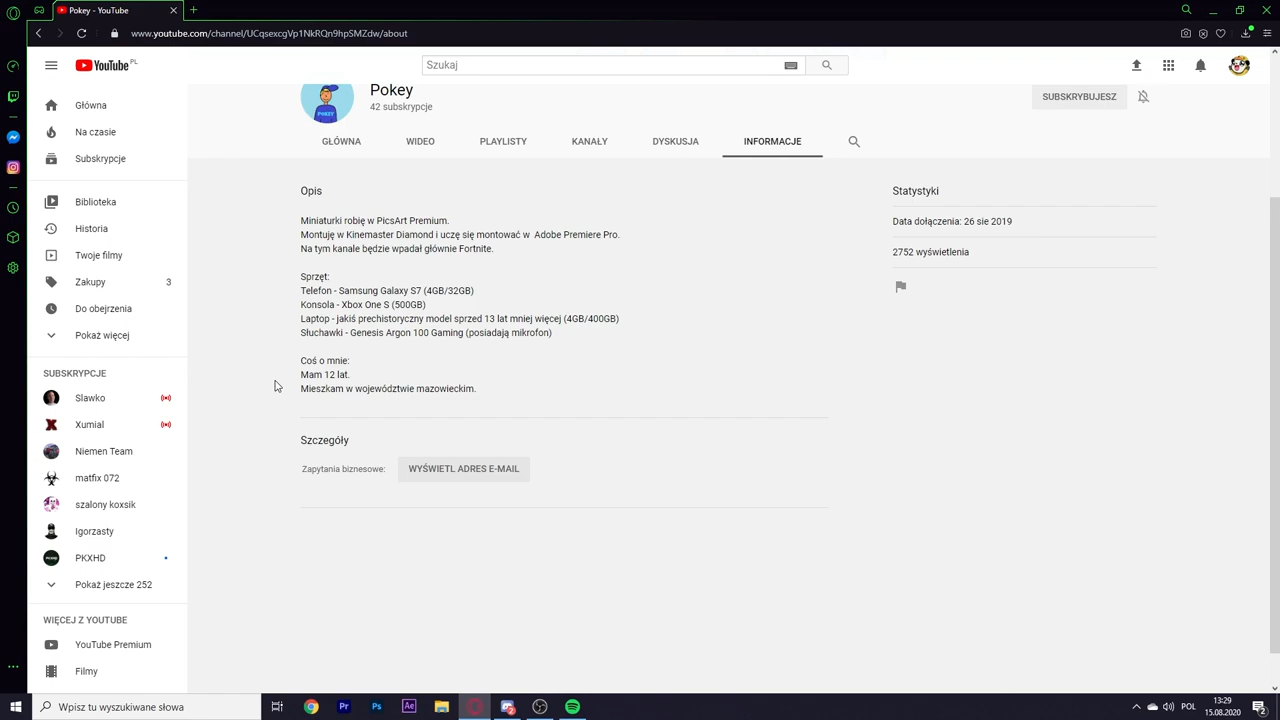 Pokey - YouTube
www.youtube.com/channel/UCqsexcgVp1NkRQn9hpSMZdw/about
YouTube PL
Szukaj
Główna
Na czasie
Subskrypcje
Biblioteka
Historia
Twoje filmy
Zakupy 3
Do obejrzenia
Pokaż więcej
SUBSKRYPCJE
Slawko
Xumial
Niemen Team
matfix 072
szalony koxsik
Igorzasty
PKXHD
Pokaż jeszcze 252
WIĘCEJ Z YOUTUBE
YouTube Premium
Filmy
POKEY
Pokey
42 subskrypcje
SUBSKRYBUJESZ
GŁÓWNA WIDEO PLAYLISTY KANAŁY DYSKUSJA INFORMACJE
Opis
Miniaturki robię w PicsArt Premium.
Montuję w Kinemaster Diamond i uczę się montować w Adobe Premiere Pro.
Na tym kanale będzie wpadał głównie Fortnite.
Sprzęt:
Telefon - Samsung Galaxy S7 (4GB/32GB)
Konsola - Xbox One S (500GB)
Laptop - jakiś prechistoryczny model sprzed 13 lat mniej więcej (4GB/400GB)
Słuchawki - Genesis Argon 100 Gaming (posiadają mikrofon)
Coś o mnie:
Mam 12 lat.
Mieszkam w województwie mazowieckim.
Szczegóły
Zapytania biznesowe: WYŚWIETL ADRES E-MAIL
Statystyki
Data dołączenia: 26 sie 2019
2752 wyświetlenia
Wpisz tu wyszukiwane słowa
Pr
Ps
Ae
2
POL
13:29
15.08.2020
2